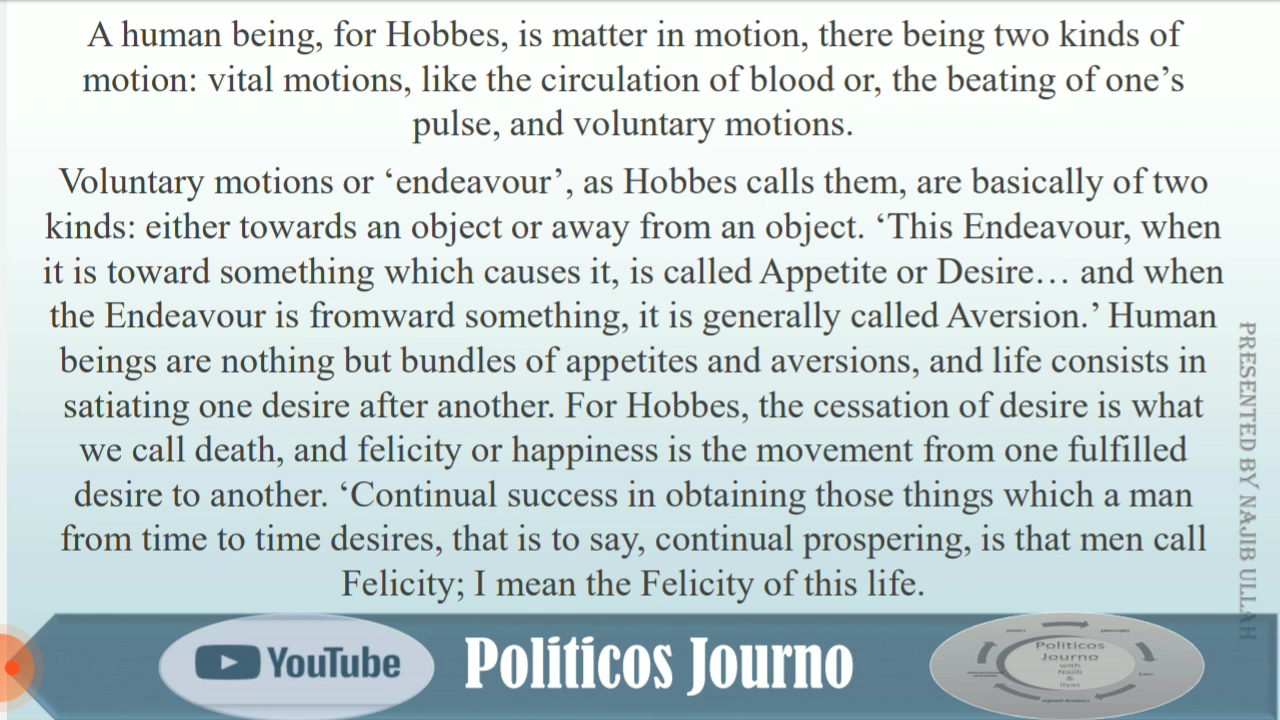 A human being, for Hobbes, is matter in motion, there being two kinds of
motion: vital motions, like the circulation of blood or, the beating of one’s
pulse, and voluntary motions.
Voluntary motions or ‘endeavour’, as Hobbes calls them, are basically of two
kinds: either towards an object or away from an object. ‘This Endeavour, when
it is toward something which causes it, is called Appetite or Desire… and when
the Endeavour is fromward something, it is generally called Aversion.’ Human
beings are nothing but bundles of appetites and aversions, and life consists in
satiating one desire after another. For Hobbes, the cessation of desire is what
we call death, and felicity or happiness is the movement from one fulfilled
desire to another. ‘Continual success in obtaining those things which a man
from time to time desires, that is to say, continual prospering, is that men call
Felicity; I mean the Felicity of this life.
PRESENTED BY NAJIB ULLAH
YouTube
Politicos Journo
Politicos
Journo
with
Najib
&
Ilyas